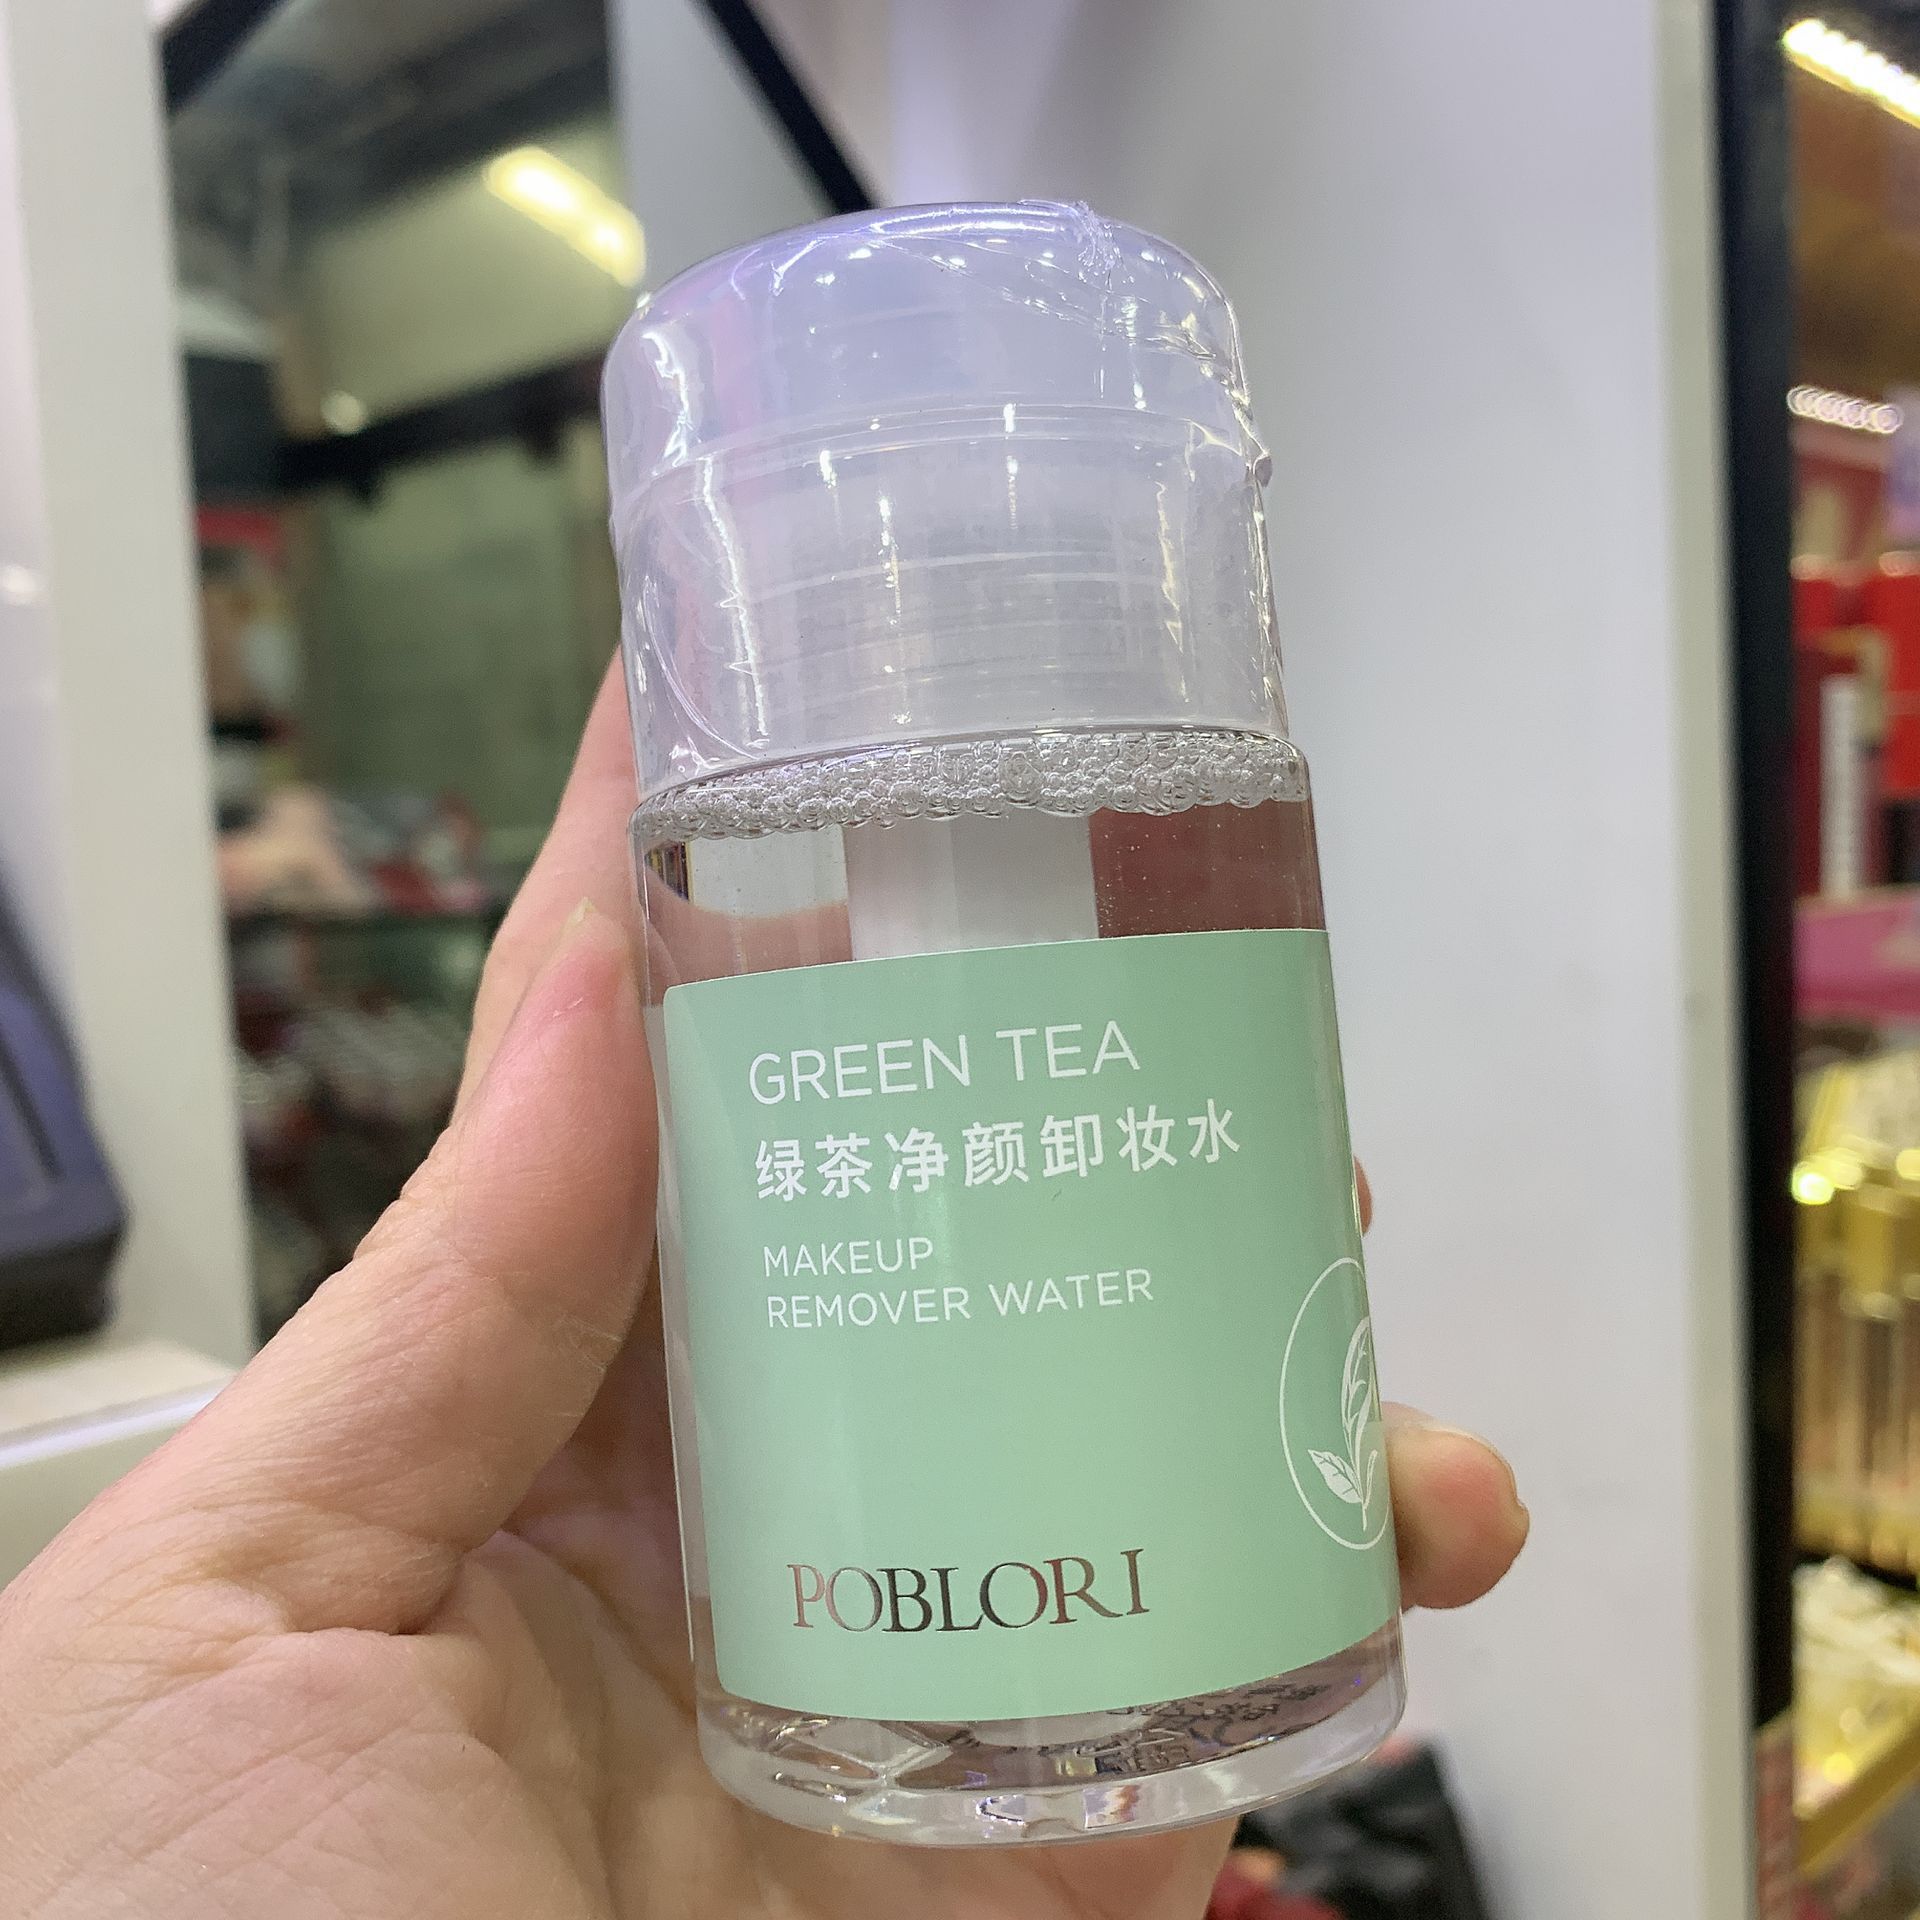 GREEN TEA
绿茶净颜卸妆水
MAKEUP
REMOVER WATER
POBLORI